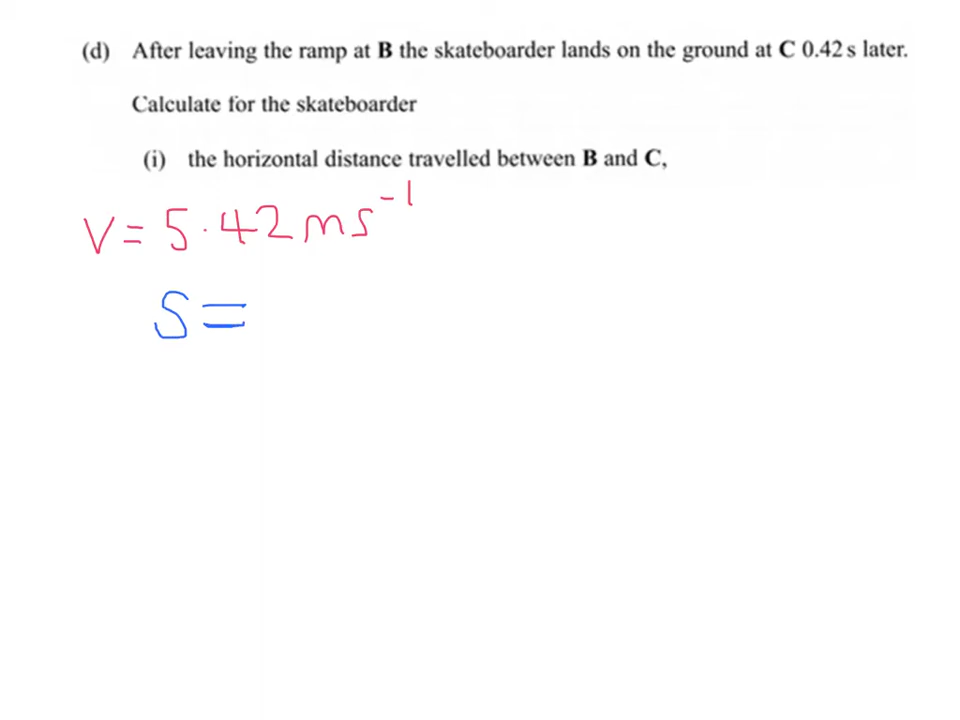 (d) After leaving the ramp at B the skateboarder lands on the ground at C 0.42 s later.
Calculate for the skateboarder
(i) the horizontal distance travelled between B and C,
V = 5.42 ms⁻¹
S =